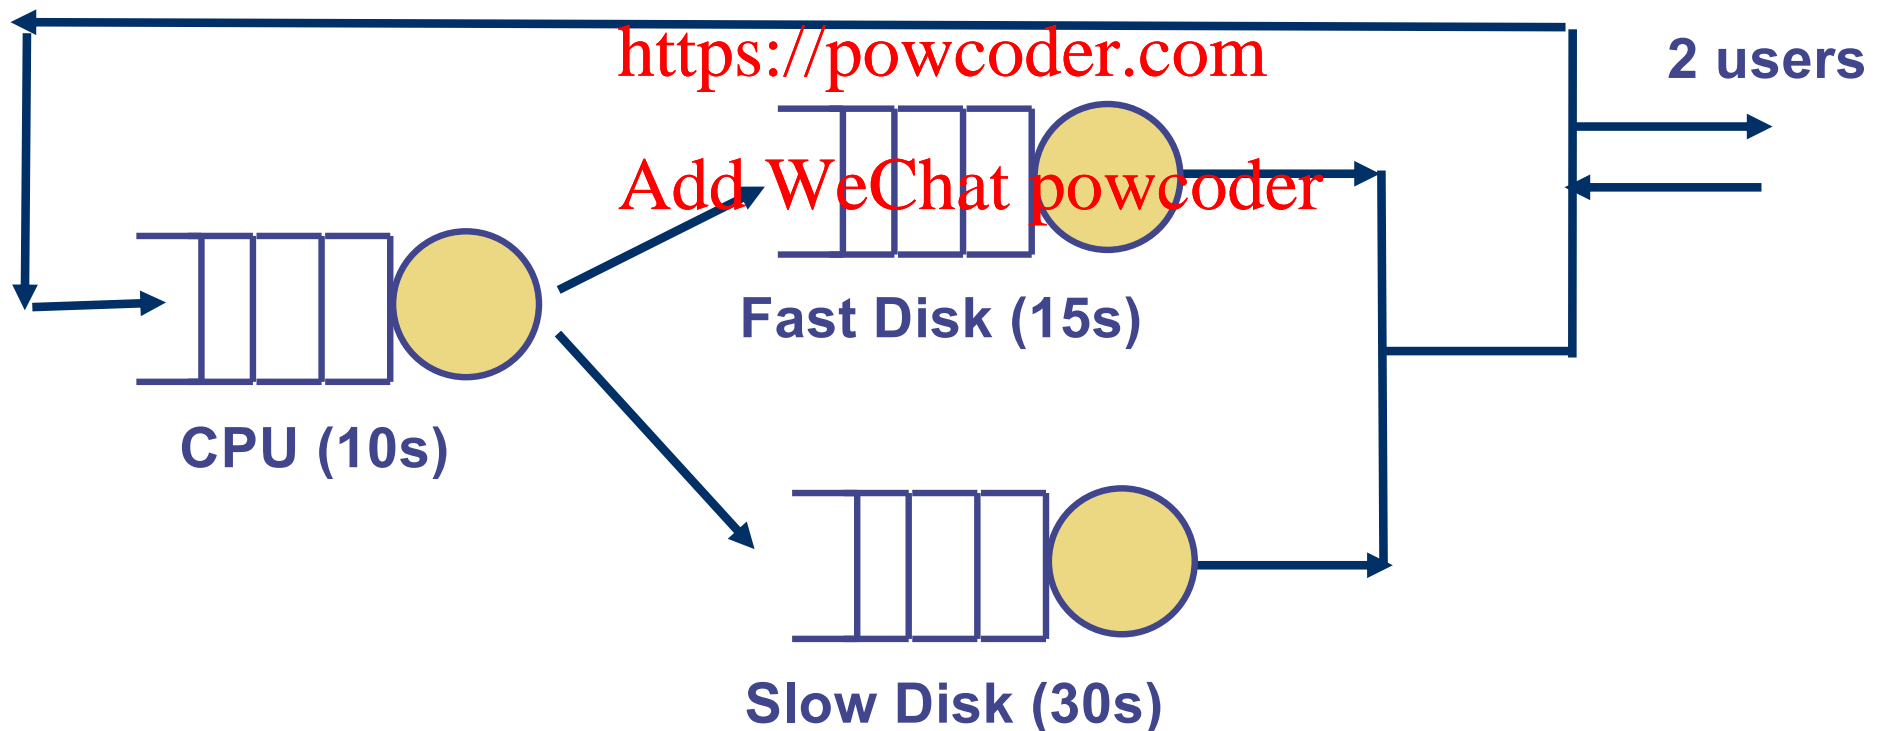 https://powcoder.com
2 users
Add WeChat powcoder
Fast Disk (15s)
CPU (10s)
Slow Disk (30s)